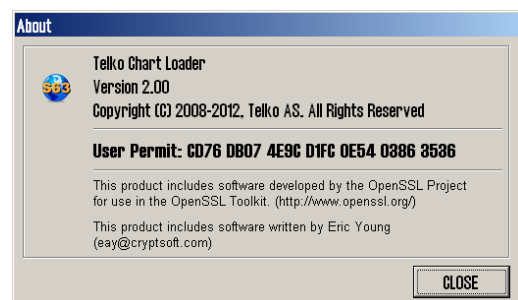 About
S63
Telko Chart Loader
Version 2.00
Copyright (C) 2008-2012, Telko AS. All Rights Reserved
User Permit: CD76 DB07 4E9C D1FC 0E54 0386 3536
This product includes software developed by the OpenSSL Project
for use in the OpenSSL Toolkit. (http://www.openssl.org/)
This product includes software written by Eric Young
(eay@cryptsoft.com)
CLOSE